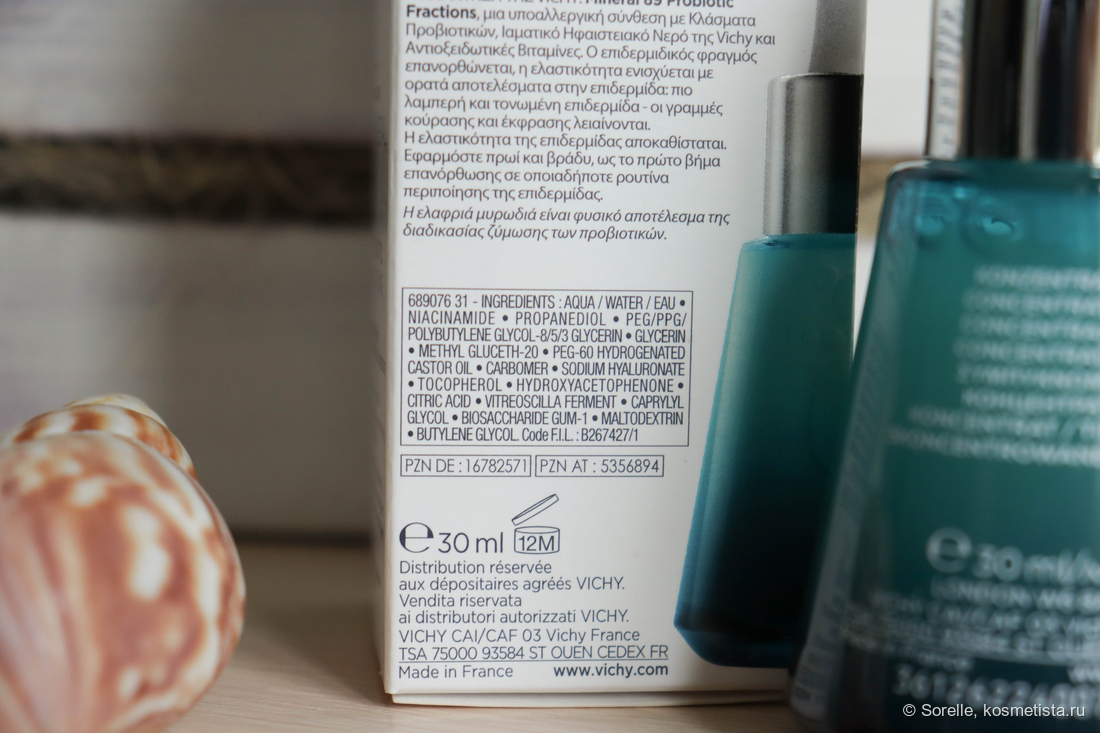 Minéral 89 Probiotic
Fractions, μια υποαλλεργική σύνθεση με Κλάσματα
Προβιοτικών, Ιαματικό Ηφαιστειακό Νερό της Vichy και
Αντιοξειδωτικές Βιταμίνες. Ο επιδερμιδικός φραγμός
επανορθώνεται, η ελαστικότητα ενισχύεται με
ορατά αποτελέσματα στην επιδερμίδα: πιο
λαμπερή και τονωμένη επιδερμίδα - οι γραμμές
κούρασης και έκφρασης λειαίνονται.
Η ελαστικότητα της επιδερμίδας αποκαθίσταται.
Εφαρμόστε πρωί και βράδυ, ως το πρώτο βήμα
επανόρθωσης σε οποιαδήποτε ρουτίνα
περιποίησης της επιδερμίδας.
Η ελαφριά μυρωδιά είναι φυσικό αποτέλεσμα της
διαδικασίας ζύμωσης των προβιοτικών.
689076 31 - INGREDIENTS : AQUA / WATER / EAU •
NIACINAMIDE • PROPANEDIOL • PEG/PPG/
POLYBUTYLENE GLYCOL-8/5/3 GLYCERIN • GLYCERIN
• METHYL GLUCETH-20 • PEG-60 HYDROGENATED
CASTOR OIL • CARBOMER • SODIUM HYALURONATE
• TOCOPHEROL • HYDROXYACETOPHENONE •
CITRIC ACID • VITREOSCILLA FERMENT • CAPRYLYL
GLYCOL • BIOSACCHARIDE GUM-1 • MALTODEXTRIN
• BUTYLENE GLYCOL. Code F.I.L. : B267427/1
PZN DE : 16782571 PZN AT : 5356894
℮ 30 ml 12M
Distribution réservée
aux dépositaires agréés VICHY.
Vendita riservata
ai distributori autorizzati VICHY.
VICHY CAI/CAF 03 Vichy France
TSA 75000 93584 ST OUEN CEDEX FR
Made in France www.vichy.com
℮ 30 ml
© Sorelle, kosmetista.ru